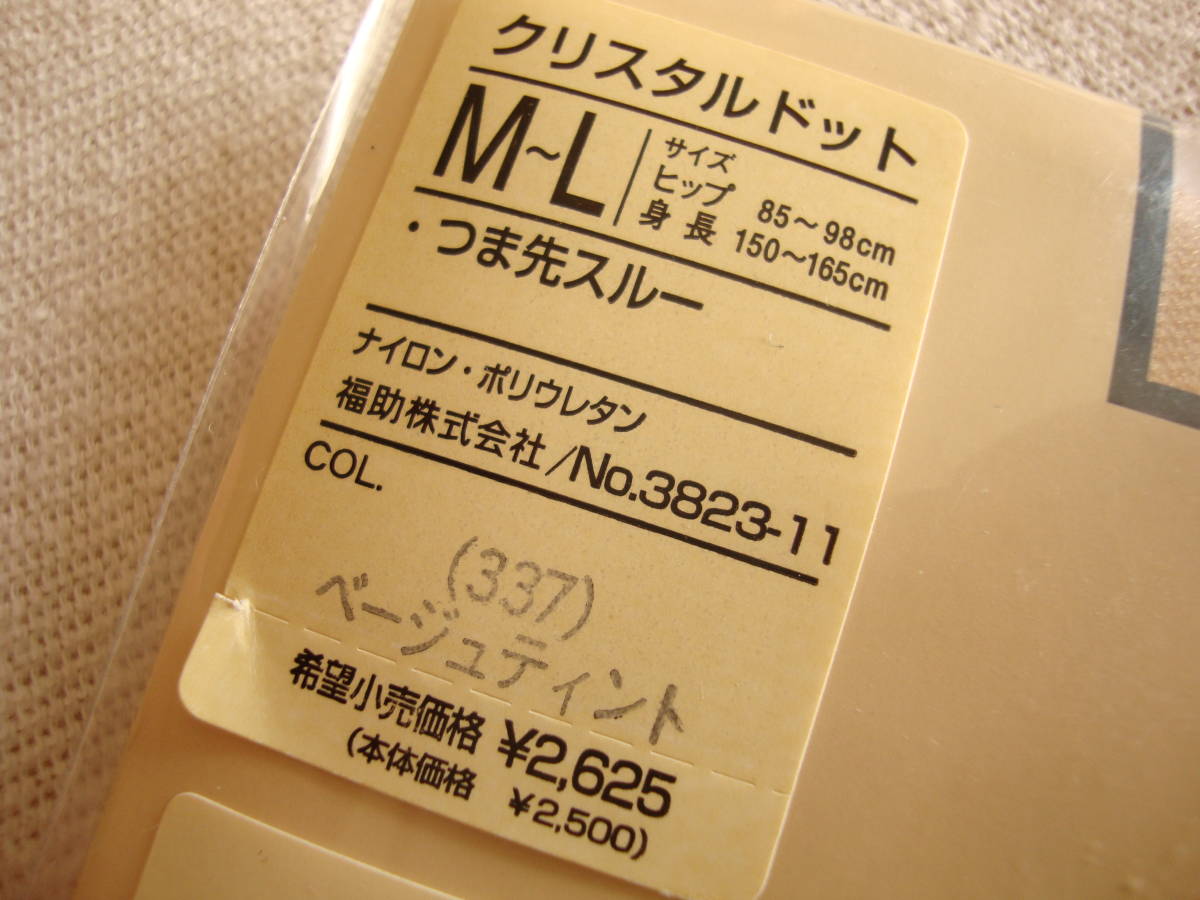 クリスタルドット
M~L
サイズ
ヒップ 85～98cm
身長 150～165cm
・つま先スルー
ナイロン・ポリウレタン
福助株式会社/No.3823-11
COL.
(337)
ベージュティント
希望小売価格 ¥2,625
(本体価格 ¥2,500)